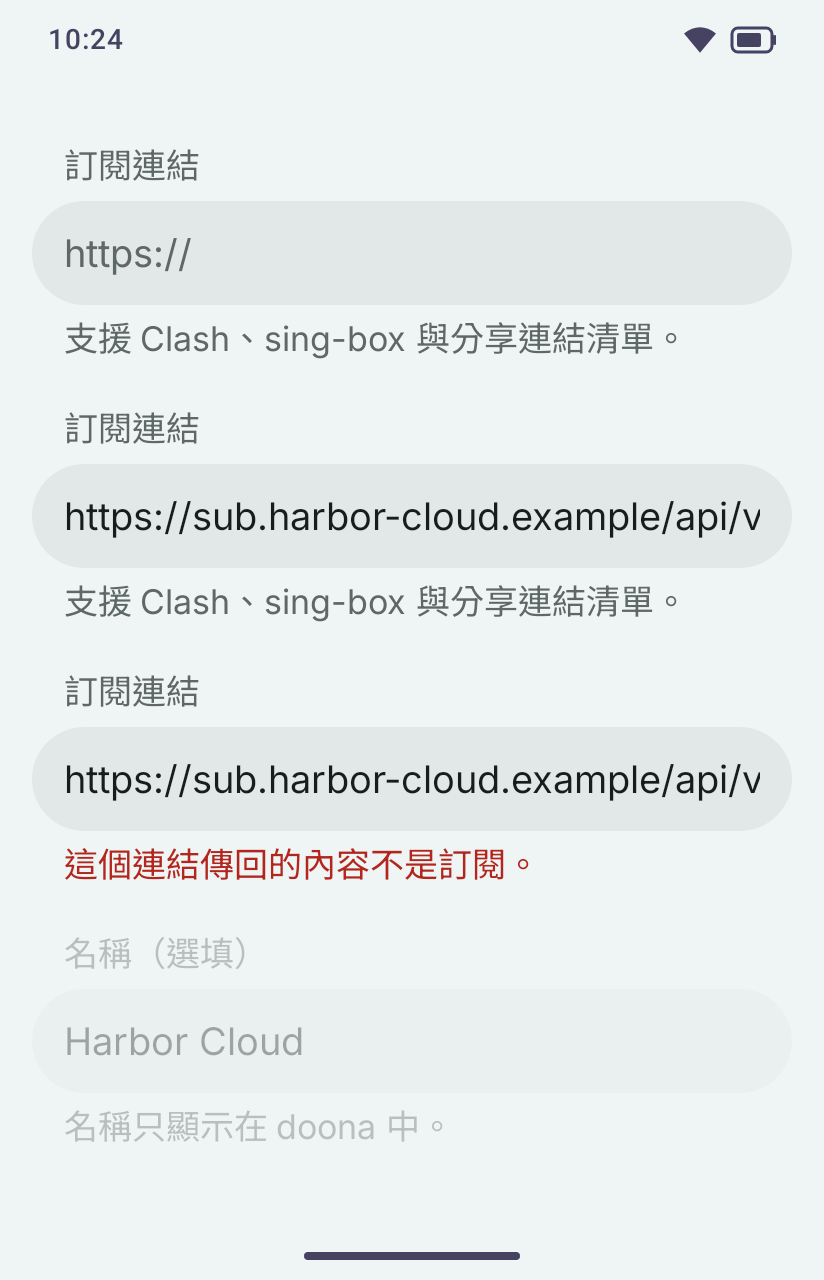 10:24
訂閱連結
https://
支援 Clash、sing-box 與分享連結清單。
訂閱連結
https://sub.harbor-cloud.example/api/v
支援 Clash、sing-box 與分享連結清單。
訂閱連結
https://sub.harbor-cloud.example/api/v
這個連結傳回的內容不是訂閱。
名稱（選填）
Harbor Cloud
名稱只顯示在 doona 中。